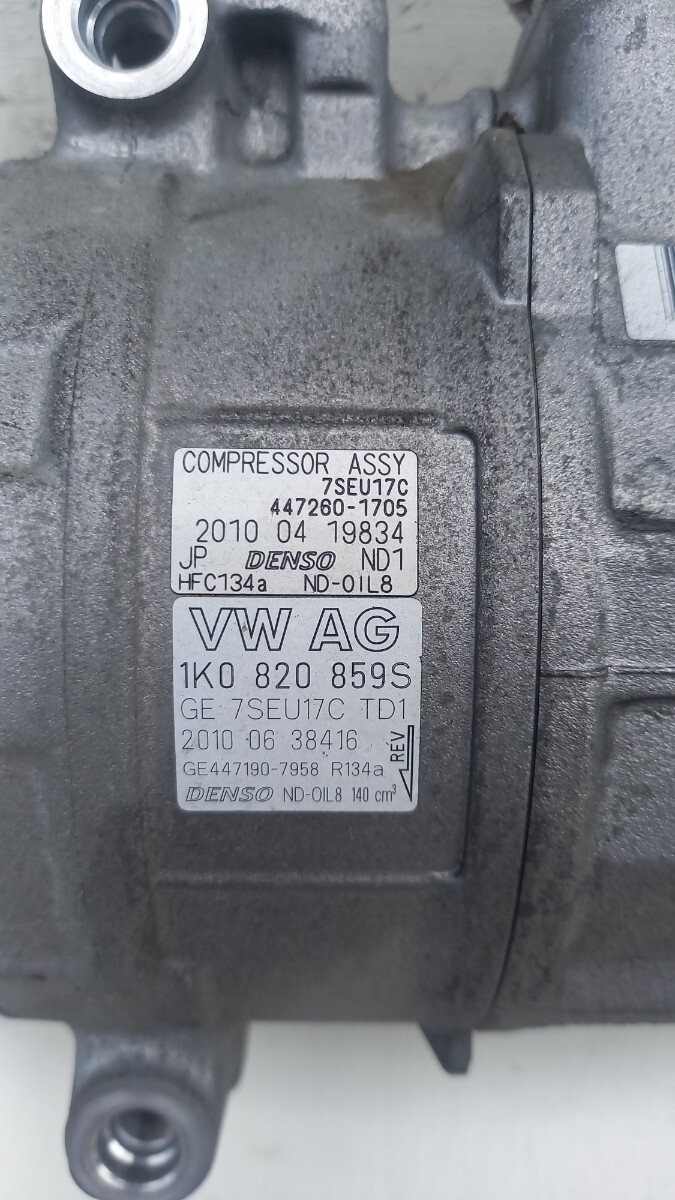 COMPRESSOR ASSY
7SEU17C
447260-1705
2010 04 19834
JP DENSO ND1
HFC134a ND-OIL8
VW AG
1K0 820 859S
GE 7SEU17C TD1
2010 06 38416
REV
GE447190-7958 R134a
DENSO ND-OIL8 140 cm³